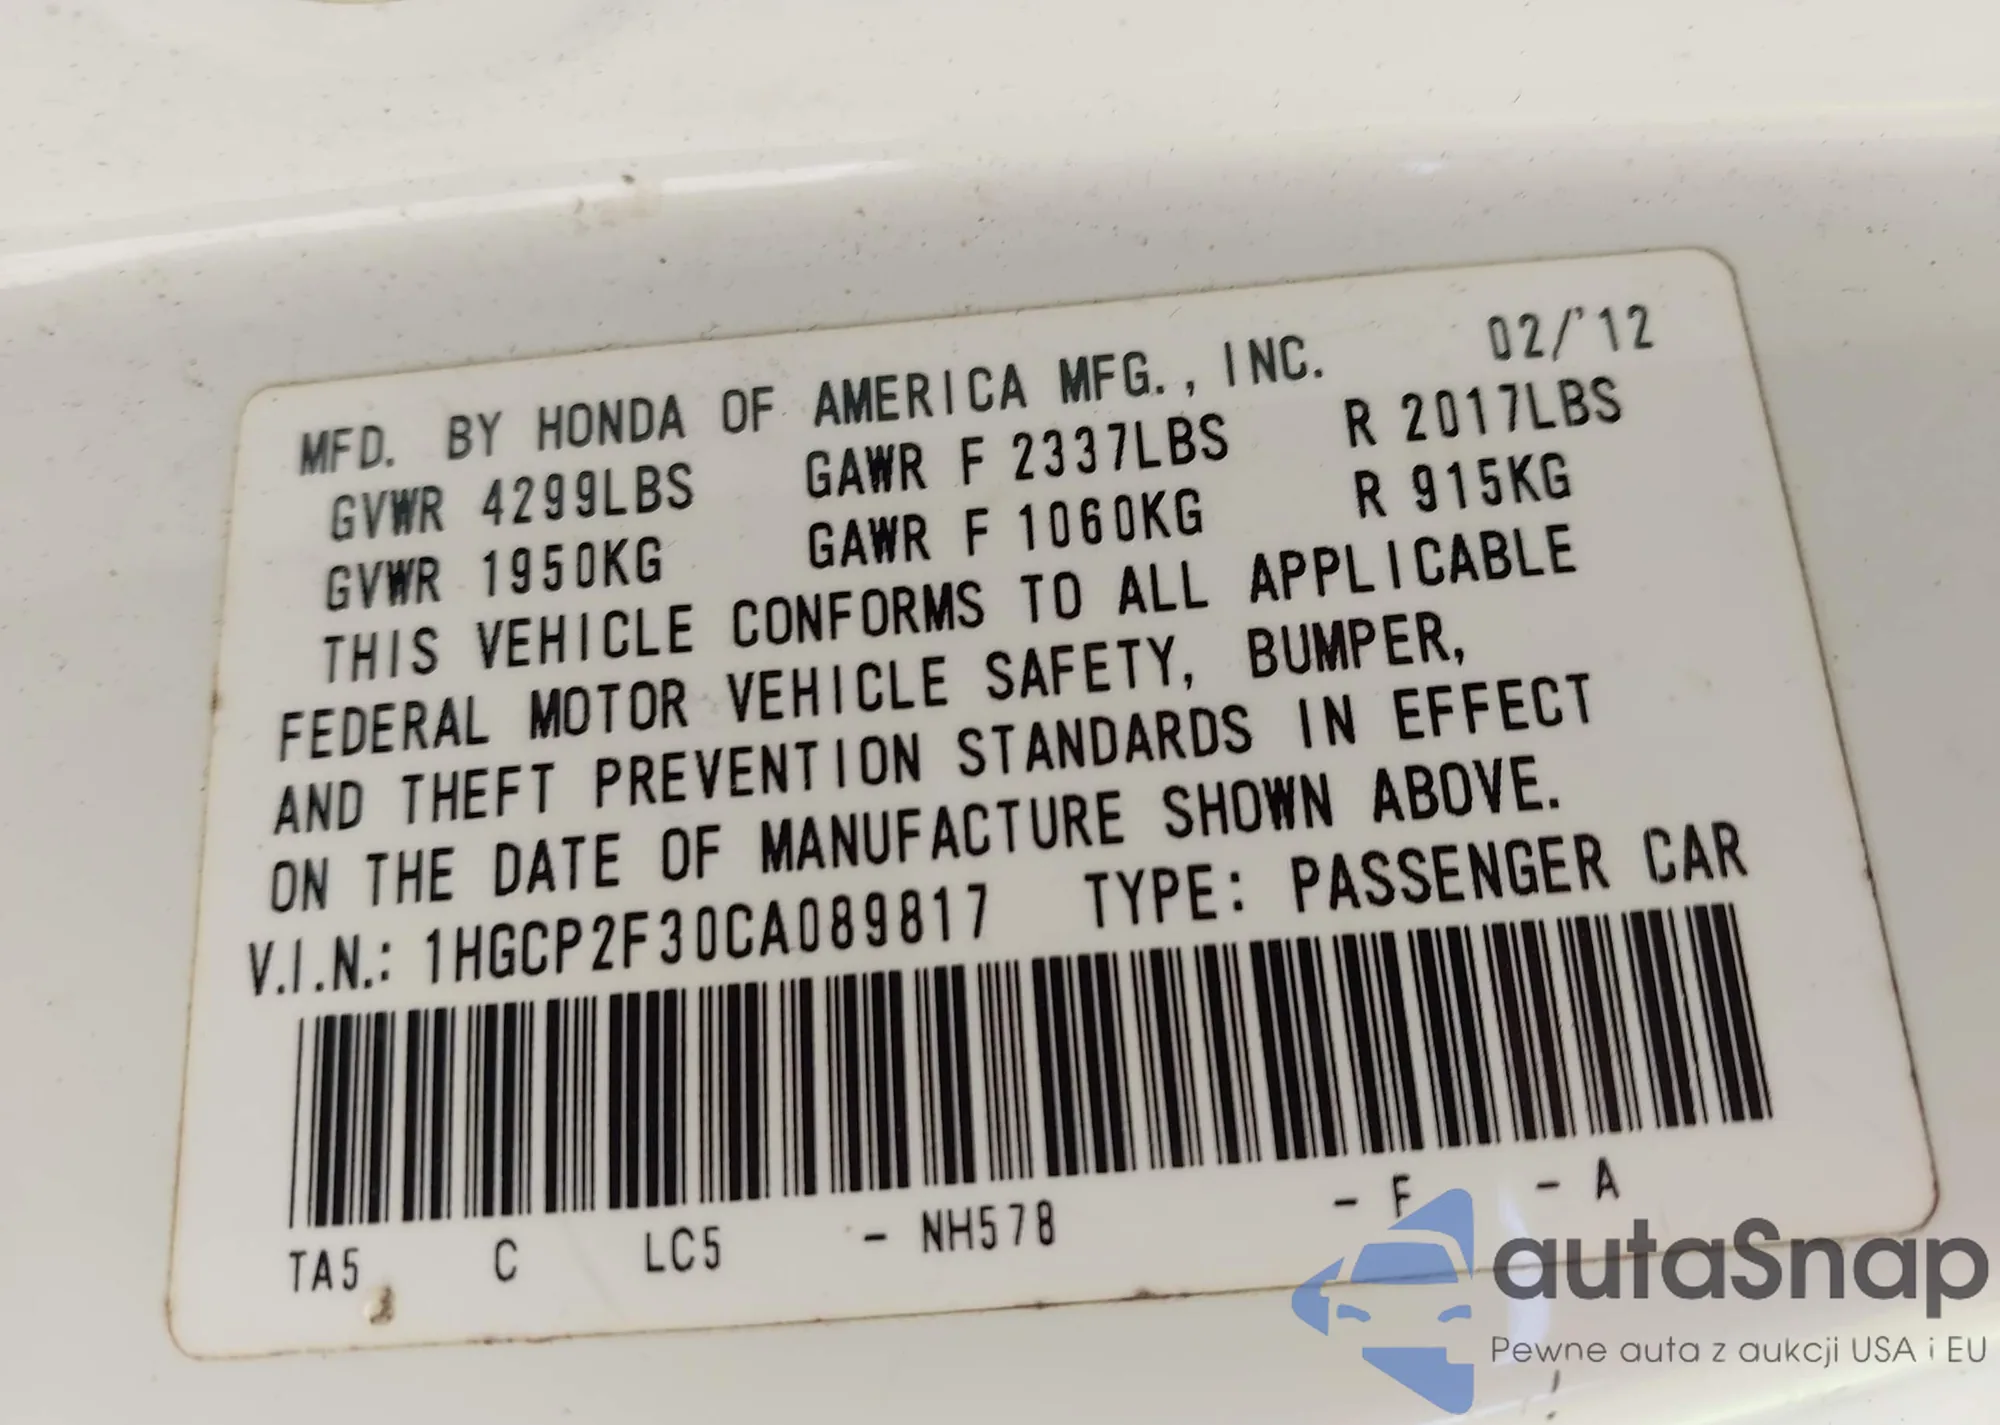 MFD. BY HONDA OF AMERICA MFG., INC. 02/'12
GVWR 4299LBS GAWR F 2337LBS R 2017LBS
GVWR 1950KG GAWR F 1060KG R 915KG
THIS VEHICLE CONFORMS TO ALL APPLICABLE
FEDERAL MOTOR VEHICLE SAFETY, BUMPER,
AND THEFT PREVENTION STANDARDS IN EFFECT
ON THE DATE OF MANUFACTURE SHOWN ABOVE.
V.I.N.: 1HGCP2F30CA089817 TYPE: PASSENGER CAR
TA5 C LC5 - NH578 - F - A
autaSnap
Pewne auta z aukcji USA i EU